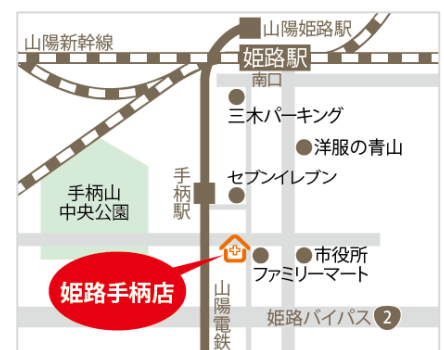 山陽姫路駅
山陽新幹線
姫路駅
南口
三木パーキング
洋服の青山
手柄駅
セブンイレブン
手柄山
中央公園
市役所
ファミリーマート
姫路手柄店
山陽電鉄
姫路バイパス 2